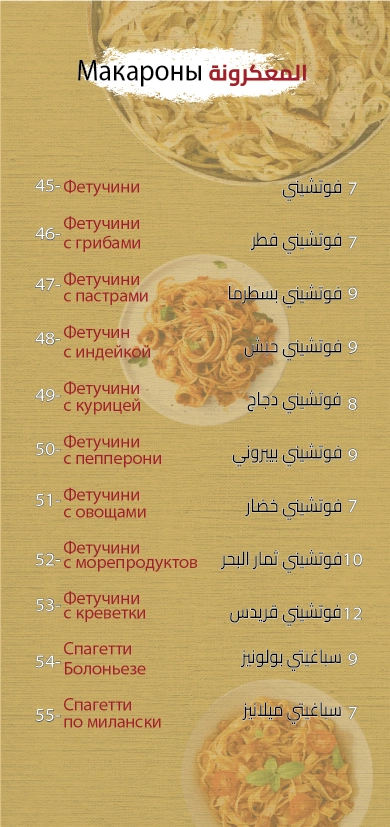 Макароны المعكرونة
45- Фетучини فوتشيني 7
46- Фетучини
с грибами فوتشيني فطر 7
47- Фетучини
с пастрами فوتشيني بسطرما 9
48- Фетучин
с индейкой فوتشيني حبش 9
49- Фетучини
с курицей فوتشيني دجاج 8
50- Фетучини
с пепперони فوتشيني بيبروني 9
51- Фетучини
с овощами فوتشيني خضار 7
52- Фетучини
с морепродуктов فوتشيني ثمار البحر 10
53- Фетучини
с креветки فوتشيني قريدس 12
54- Спагетти
Болоньезе سباغيتي بولونيز 9
55- Спагетти
по милански سباغيتي ميلانيز 7